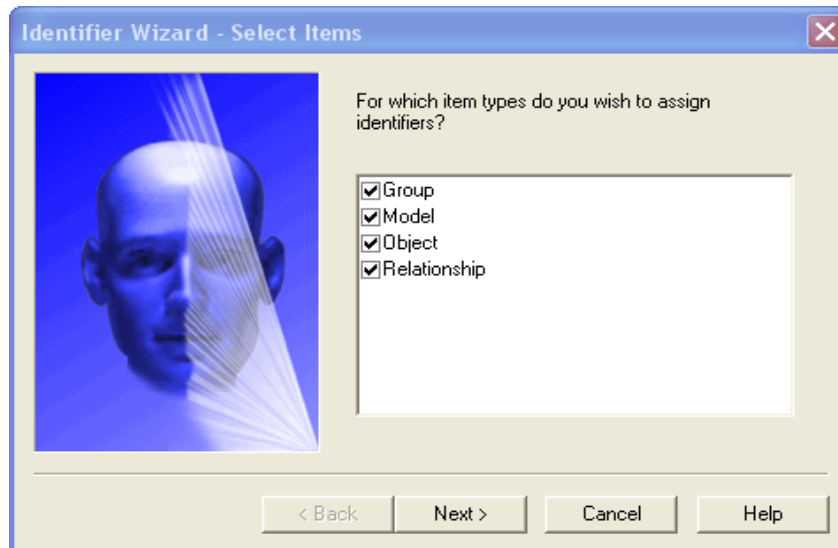 Identifier Wizard - Select Items
For which item types do you wish to assign
identifiers?
Group
Model
Object
Relationship
< Back
Next >
Cancel
Help